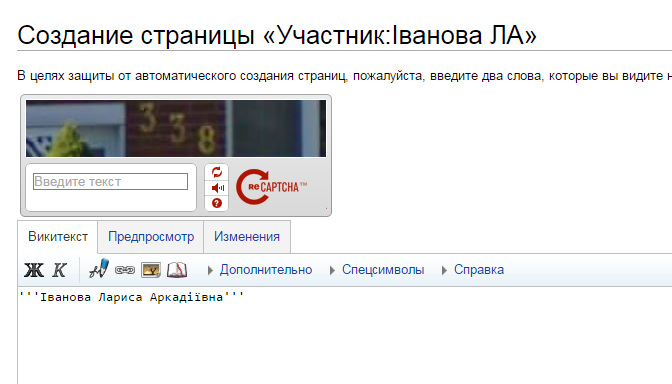 Создание страницы «Участник:Іванова ЛА»
В целях защиты от автоматического создания страниц, пожалуйста, введите два слова, которые вы видите
338
Введите текст
ReCAPTCHA™
Викитекст Предпросмотр Изменения
Ж К Дополнительно Спецсимволы Справка
'''Іванова Лариса Аркадіївна'''